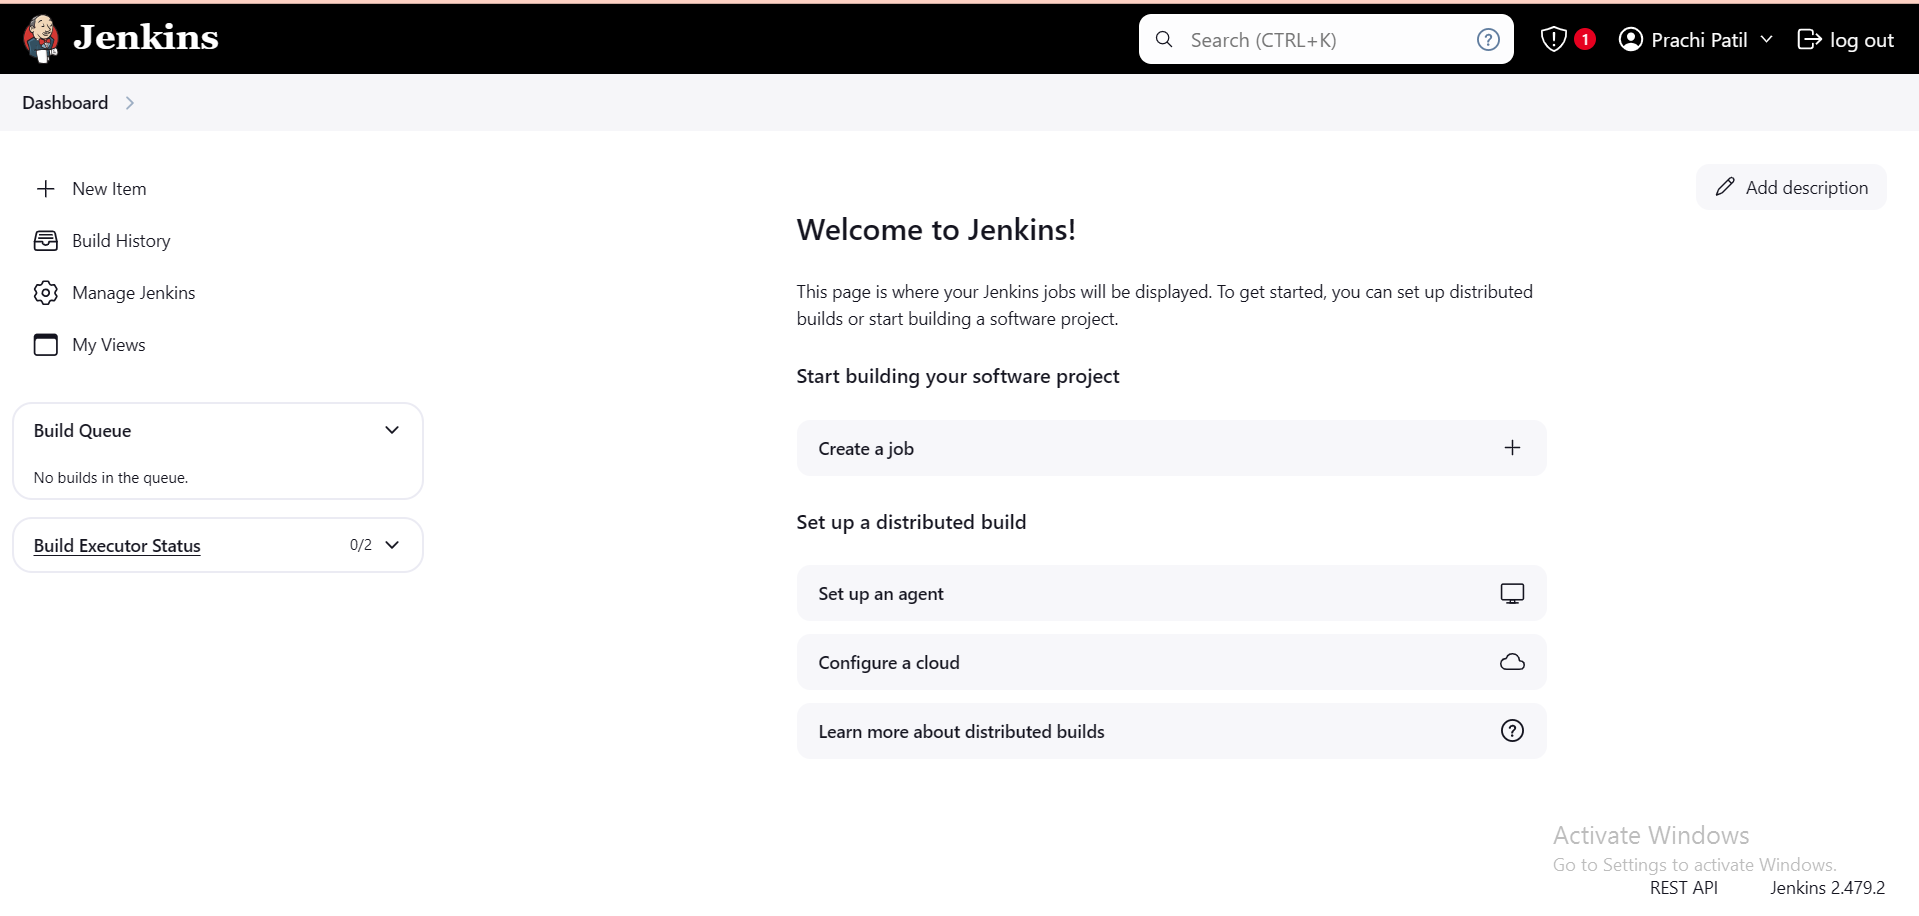 Jenkins
Search (CTRL+K)
1
Prachi Patil
log out
Dashboard
New Item
Build History
Manage Jenkins
My Views
Build Queue
No builds in the queue.
Build Executor Status
0/2
Add description
Welcome to Jenkins!
This page is where your Jenkins jobs will be displayed. To get started, you can set up distributed
builds or start building a software project.
Start building your software project
Create a job
Set up a distributed build
Set up an agent
Configure a cloud
Learn more about distributed builds
Activate Windows
Go to Settings to activate Windows.
REST API
Jenkins 2.479.2